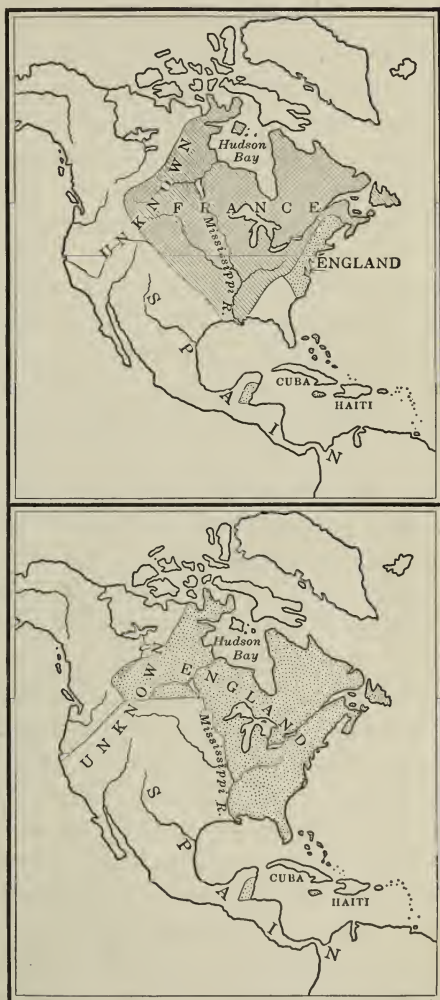 UNKNOWN
Hudson
Bay
FRANCE
Mississippi R.
ENGLAND
SPAIN
CUBA
HAITI
Hudson
Bay
UNKNOWN
ENGLAND
Mississippi R.
SPAIN
CUBA
HAITI